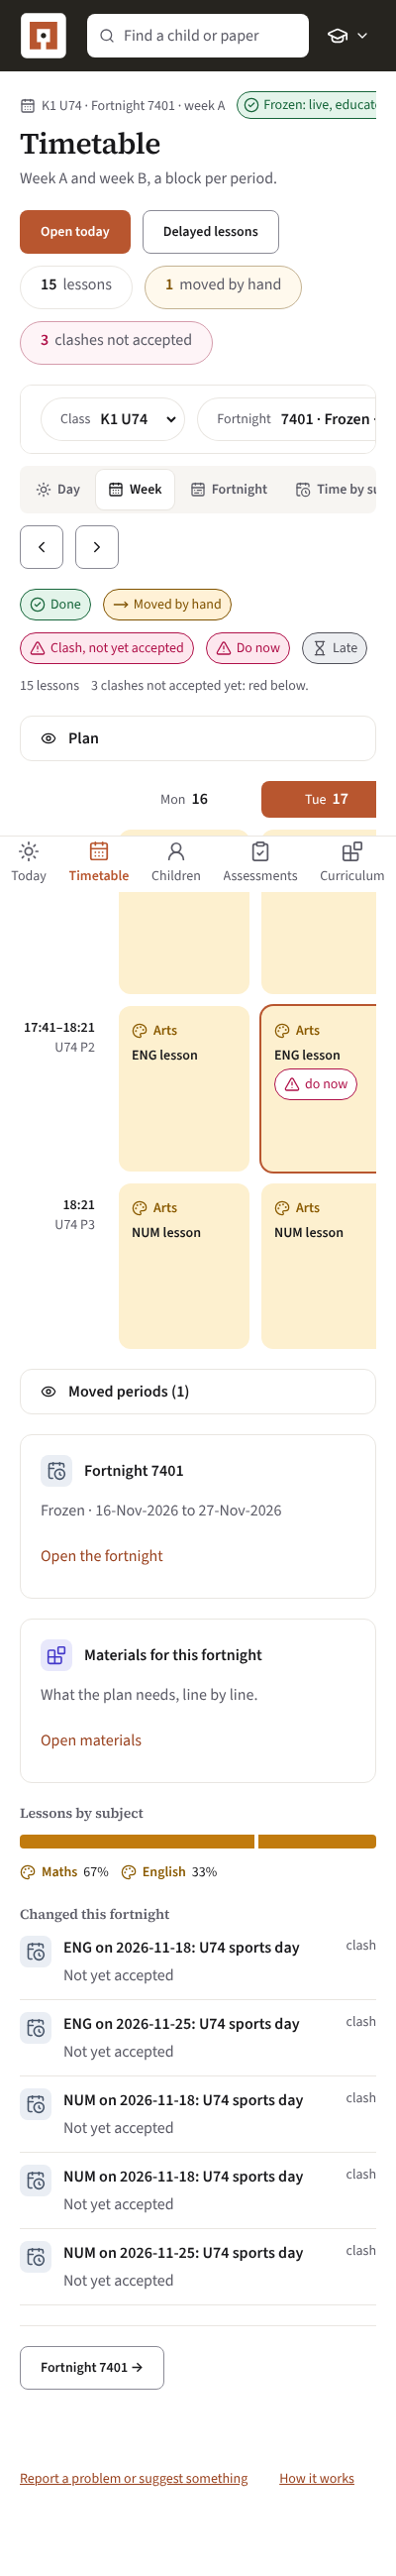 Find a child or paper
K1 U74 · Fortnight 7401 · week A
Frozen: live, educat
Timetable
Week A and week B, a block per period.
Open today
Delayed lessons
15 lessons
1 moved by hand
3 clashes not accepted
Class K1 U74
Fortnight 7401 · Frozen ·
Day
Week
Fortnight
Time by su
Done
Moved by hand
Clash, not yet accepted
Do now
Late
15 lessons 3 clashes not accepted yet: red below.
Plan
Mon 16
Tue 17
Today
Timetable
Children
Assessments
Curriculum
17:41–18:21
U74 P2
Arts
ENG lesson
Arts
ENG lesson
do now
18:21
U74 P3
Arts
NUM lesson
Arts
NUM lesson
Moved periods (1)
Fortnight 7401
Frozen · 16-Nov-2026 to 27-Nov-2026
Open the fortnight
Materials for this fortnight
What the plan needs, line by line.
Open materials
Lessons by subject
Maths 67% English 33%
Changed this fortnight
ENG on 2026-11-18: U74 sports day clash
Not yet accepted
ENG on 2026-11-25: U74 sports day clash
Not yet accepted
NUM on 2026-11-18: U74 sports day clash
Not yet accepted
NUM on 2026-11-18: U74 sports day clash
Not yet accepted
NUM on 2026-11-25: U74 sports day clash
Not yet accepted
Fortnight 7401 →
Report a problem or suggest something How it works